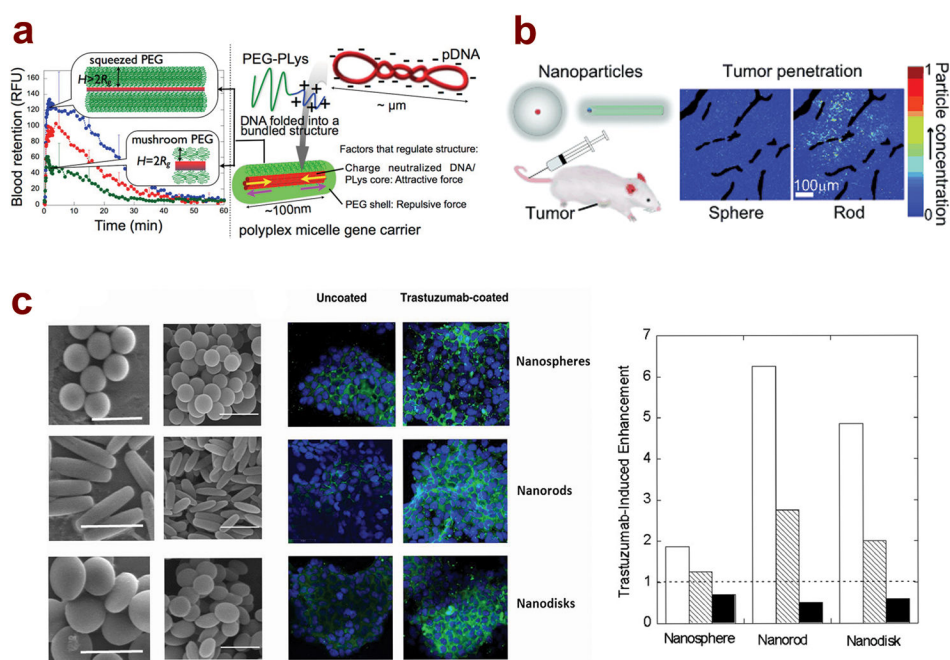 a
Blood retention (RFU)
160
140
120
100
80
60
40
20
0
0
10
20
30
40
50
60
Time (min)
squeezed PEG
H>2Rg
mushroom PEG
H=2Rg
PEG-PLys
pDNA
~ μm
DNA folded into a
bundled structure
Factors that regulate structure:
Charge neutralized DNA/
PLys core: Attractive force
PEG shell: Repulsive force
~100nm
polyplex micelle gene carrier
b
Nanoparticles
Tumor
Tumor penetration
100μm
Sphere
Rod
1
0
Particle concentration
c
Uncoated
Trastuzumab-coated
Nanospheres
Nanorods
Nanodisks
Trastuzumab-Induced Enhancement
7
6
5
4
3
2
1
0
Nanosphere
Nanorod
Nanodisk